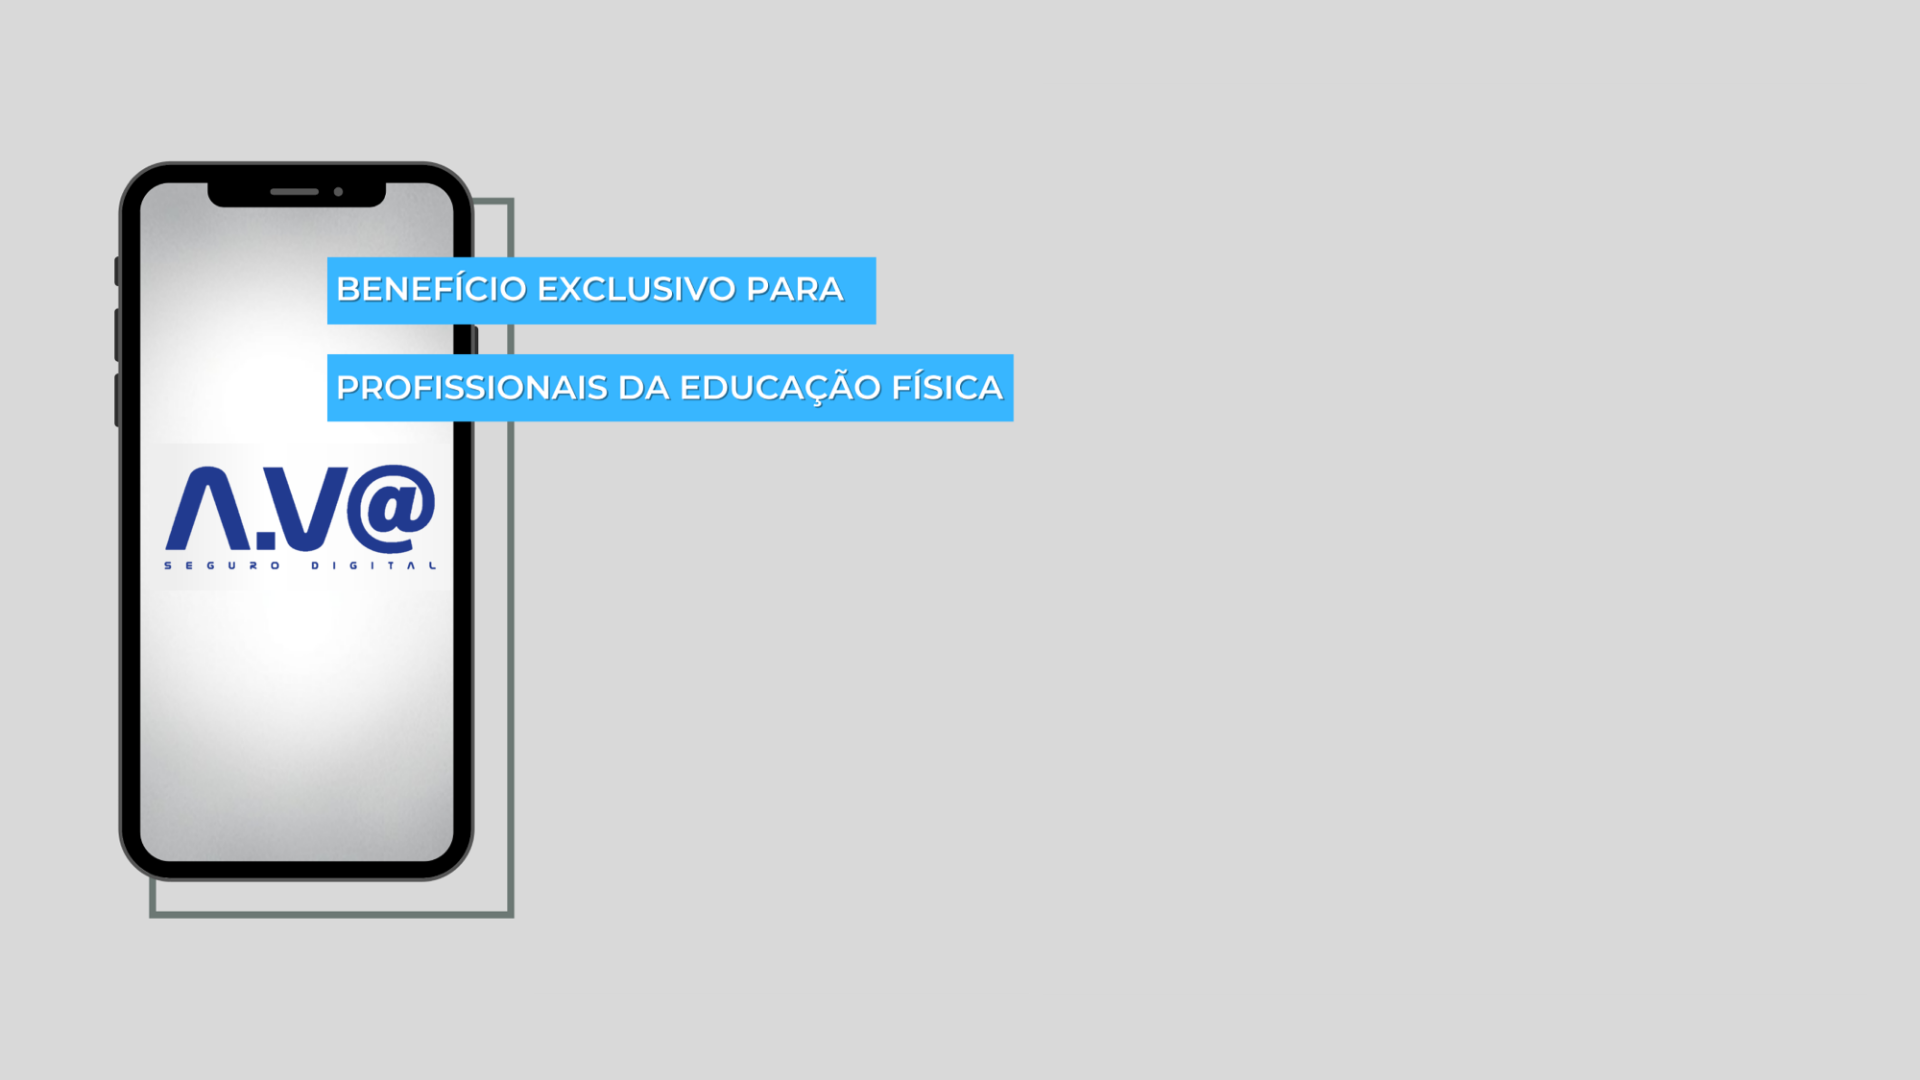 BENEFÍCIO EXCLUSIVO PARA
PROFISSIONAIS DA EDUCAÇÃO FÍSICA
A.V@
SEGURO DIGITAL